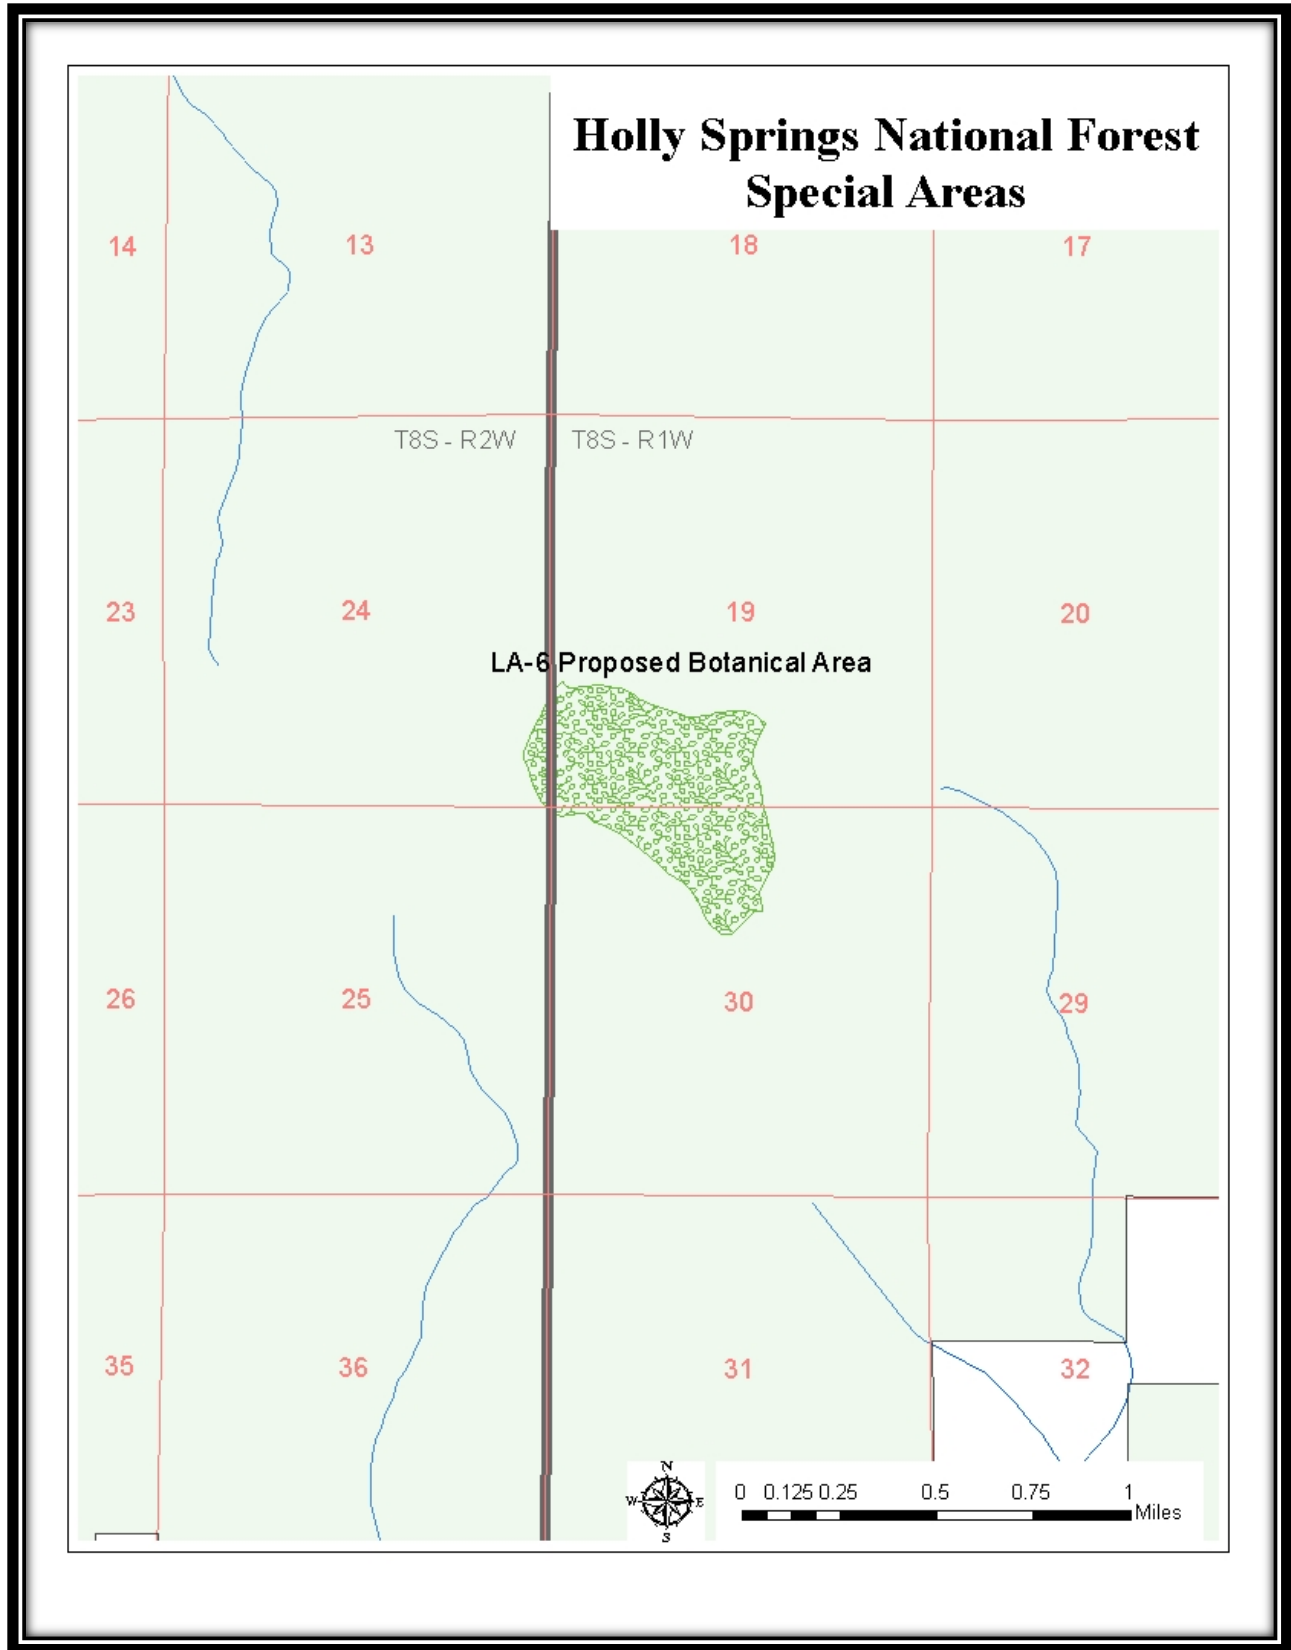 Holly Springs National Forest
Special Areas
14
13
18
17
T8S - R2W
T8S - R1W
23
24
19
20
LA-6 Proposed Botanical Area
26
25
30
29
35
36
31
32
N
W
E
S
0 0.125 0.25 0.5 0.75 1
Miles